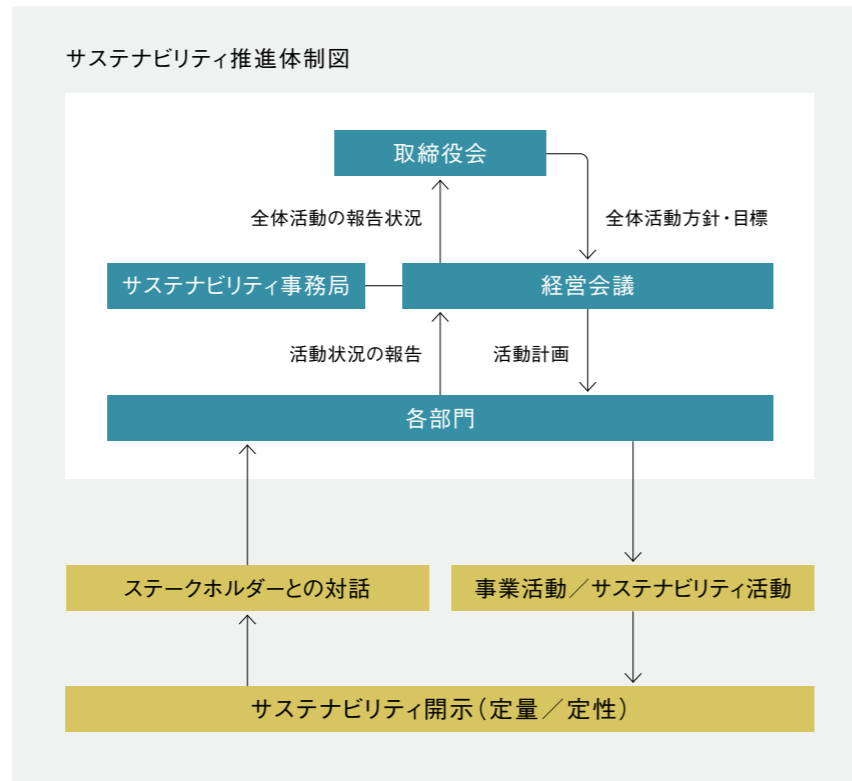 サステナビリティ推進体制図
取締役会
全体活動の報告状況
全体活動方針・目標
サステナビリティ事務局
経営会議
活動状況の報告
活動計画
各部門
ステークホルダーとの対話
事業活動／サステナビリティ活動
サステナビリティ開示（定量／定性）